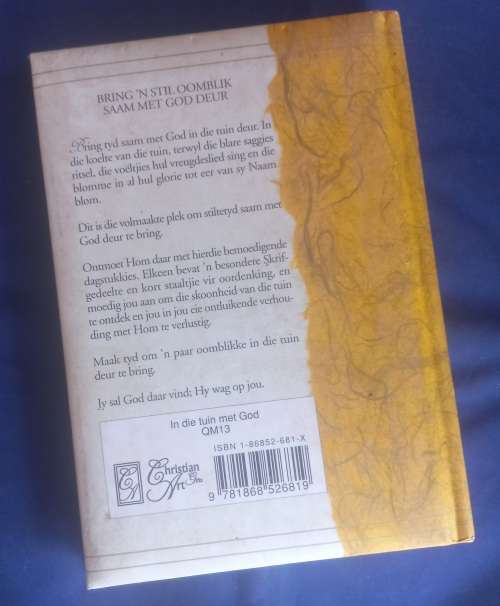 BRING 'N STIL OOMBLIK
SAAM MET GOD DEUR
Bring tyd saam met God in die tuin deur. In
die koelte van die tuin, terwyl die blare saggies
ritsel, die voëltjies hul vreugdeslied sing en die
blomme in al hul glorie tot eer van sy Naam
blom.
Dit is die volmaakte plek om stiltetyd saam met
God deur te bring.
Ontmoet Hom daar met hierdie bemoedigende
dagstukkies. Elkeen bevat 'n besondere Skrif-
gedeelte en kort staaltjie vir oordenking, en
moedig jou aan om die skoonheid van die tuin
te ontdek en jou in jou eie ontluikende verhou-
ding met Hom te verlustig.
Maak tyd om 'n paar oomblikke in die tuin
deur te bring.
Jy sal God daar vind; Hy wag op jou.
In die tuin met God
QM13
ISBN 1-86852-681-X
Christian
Art
9 781868 526819